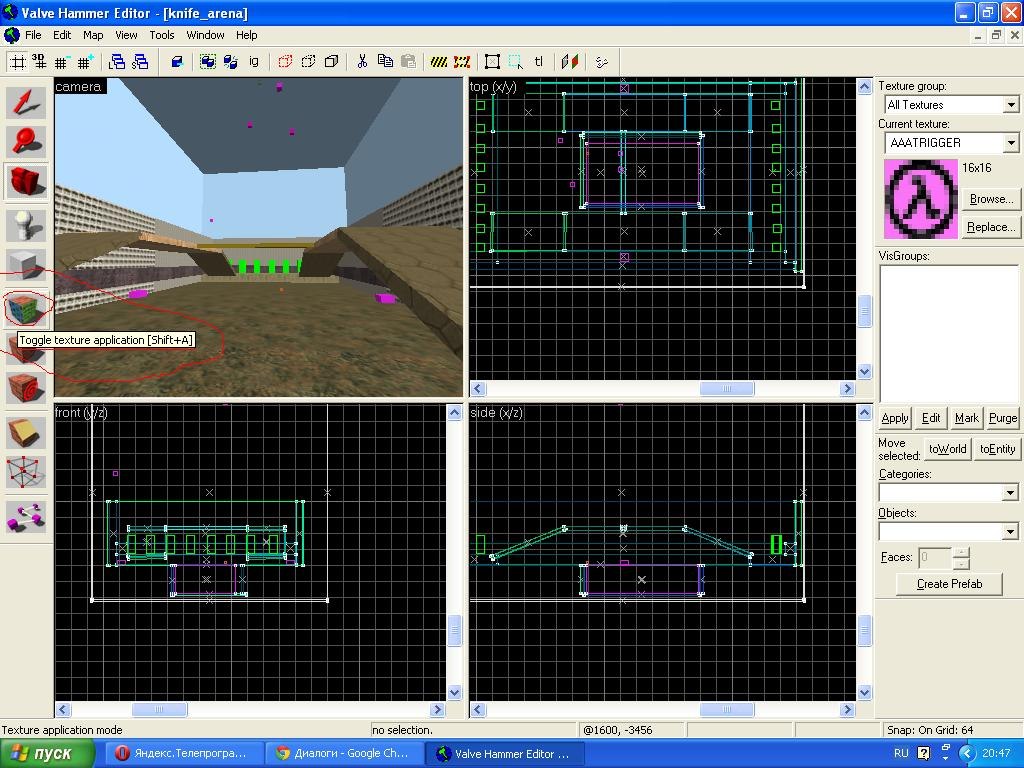 Valve Hammer Editor - [knife_arena]
File Edit Map View Tools Window Help
3D
ig
tl
camera
top (x/y)
Toggle texture application [Shift+A]
front (y/z)
side (x/z)
Texture group:
All Textures
Current texture:
AAATRIGGER
16x16
Browse...
Replace...
VisGroups:
Apply Edit Mark Purge
Move selected:
toWorld
toEntity
Categories:
Objects:
Faces: 0
Create Prefab
Texture application mode
no selection.
@1600, -3456
Snap: On Grid: 64
пуск
Яндекс.Телепрогра...
Диалоги - Google Ch...
Valve Hammer Editor ...
RU
20:47